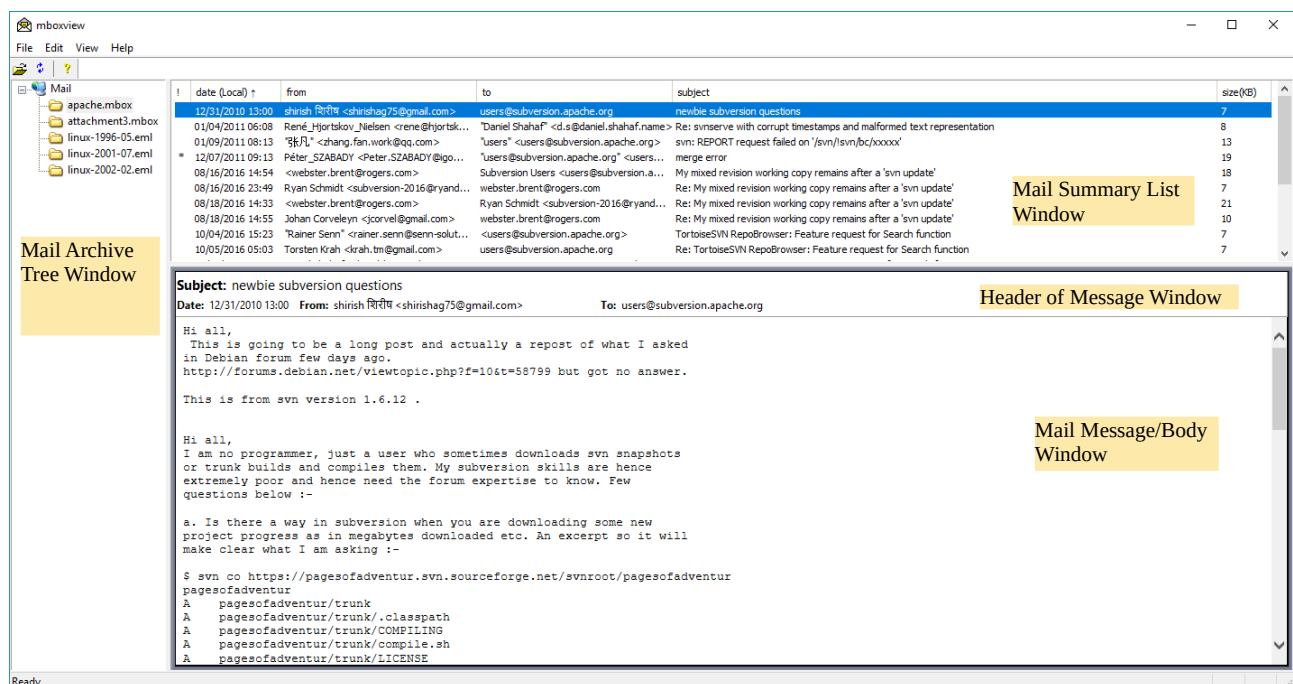 mboxview
File Edit View Help
Mail
apache.mbox
attachment3.mbox
linux-1996-05.eml
linux-2001-07.eml
linux-2002-02.eml
Mail Archive
Tree Window
! date (Local) ↑ from to subject size(KB)
12/31/2010 13:00 shirish शिरीष <shirishag75@gmail.com> users@subversion.apache.org newbie subversion questions 7
01/04/2011 06:08 René_Hjortskov_Nielsen <rene@hjortsk... "Daniel Shahaf" <d.s@daniel.shahaf.name> Re: svnserve with corrupt timestamps and malformed text representation 8
01/09/2011 08:13 "张凡" <zhang.fan.work@qq.com> "users" <users@subversion.apache.org> svn: REPORT request failed on '/svn/!svn/bc/xxxxx' 13
* 12/07/2011 09:13 Péter_SZABADY <Peter.SZABADY@igo... "users@subversion.apache.org" <users... merge error 19
08/16/2016 14:54 <webster.brent@rogers.com> Subversion Users <users@subversion.a... My mixed revision working copy remains after a 'svn update' 18
08/16/2016 23:49 Ryan Schmidt <subversion-2016@ryand... webster.brent@rogers.com Re: My mixed revision working copy remains after a 'svn update' 7
08/18/2016 14:33 <webster.brent@rogers.com> Ryan Schmidt <subversion-2016@ryand... Re: My mixed revision working copy remains after a 'svn update' 21
08/18/2016 14:55 Johan Corveleyn <jcorvel@gmail.com> webster.brent@rogers.com Re: My mixed revision working copy remains after a 'svn update' 10
10/04/2016 15:23 "Rainer Senn" <rainer.senn@senn-solut... <users@subversion.apache.org> TortoiseSVN RepoBrowser: Feature request for Search function 7
10/05/2016 05:03 Torsten Krah <krah.tm@gmail.com> users@subversion.apache.org Re: TortoiseSVN RepoBrowser: Feature request for Search function 7
Mail Summary List
Window
Subject: newbie subversion questions
Date: 12/31/2010 13:00 From: shirish शिरीष <shirishag75@gmail.com> To: users@subversion.apache.org
Header of Message Window
Hi all,
This is going to be a long post and actually a repost of what I asked
in Debian forum few days ago.
http://forums.debian.net/viewtopic.php?f=10&t=58799 but got no answer.
This is from svn version 1.6.12 .
Hi all,
I am no programmer, just a user who sometimes downloads svn snapshots
or trunk builds and compiles them. My subversion skills are hence
extremely poor and hence need the forum expertise to know. Few
questions below :-
a. Is there a way in subversion when you are downloading some new
project progress as in megabytes downloaded etc. An excerpt so it will
make clear what I am asking :-
$ svn co https://pagesofadventur.svn.sourceforge.net/svnroot/pagesofadventur
pagesofadventur
A pagesofadventur/trunk
A pagesofadventur/trunk/.classpath
A pagesofadventur/trunk/COMPILING
A pagesofadventur/trunk/compile.sh
A pagesofadventur/trunk/LICENSE
Mail Message/Body
Window
Ready